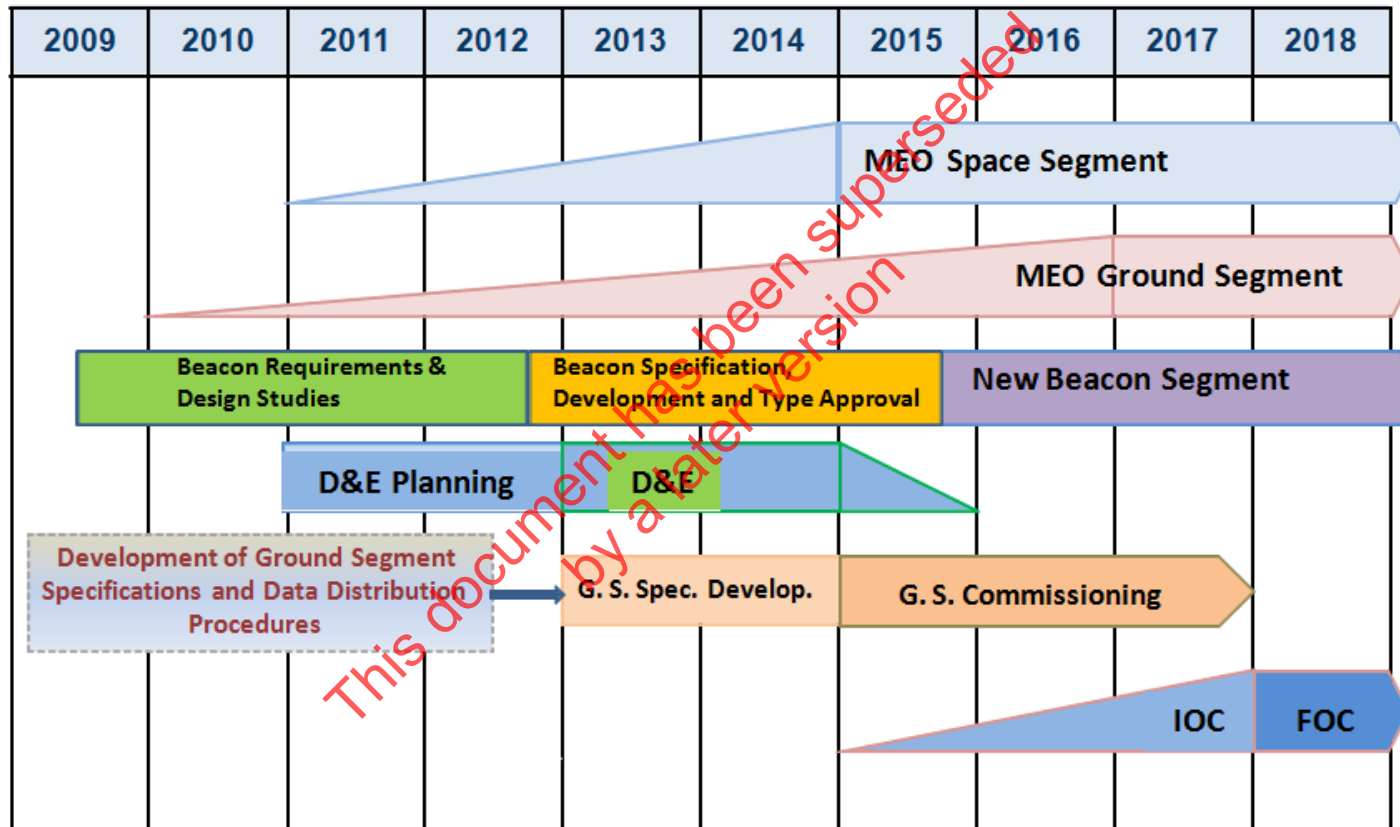 2009 2010 2011 2012 2013 2014 2015 2016 2017 2018
MEO Space Segment
MEO Ground Segment
Beacon Requirements &
Design Studies
Beacon Specification,
Development and Type Approval
New Beacon Segment
D&E Planning
D&E
Development of Ground Segment
Specifications and Data Distribution
Procedures
G. S. Spec. Develop.
G. S. Commissioning
IOC
FOC
This document has been superseded
by a later version